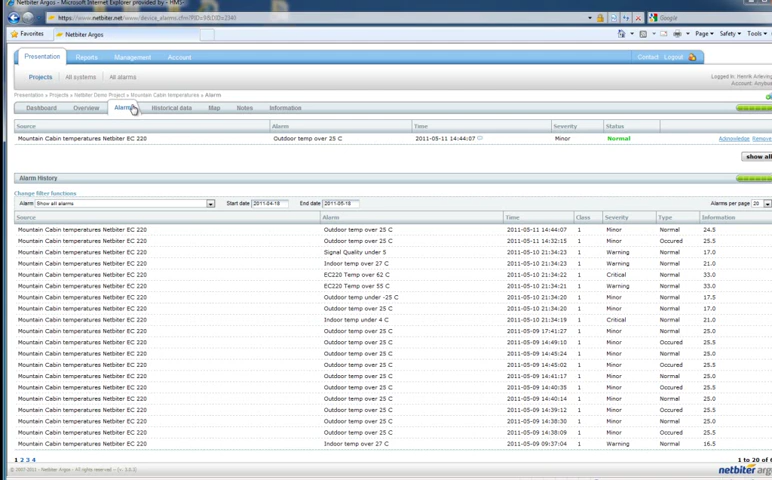 Netbiter Argos - Microsoft Internet Explorer provided by - HMS-
Google
Favorites Netbiter Argos Page Safety Tools
Presentation Reports Management Account Contact Logout
Projects All systems All alarms
Presentation » Projects » Netbiter Demo Project » Mountain Cabin temperatures » Alarm
Dashboard Overview Alarms Historical data Map Notes Information
Source Alarm Time Severity Status
Mountain Cabin temperatures Netbiter EC 220 Outdoor temp over 25 C 2011-05-11 14:44:07 Minor Normal Acknowledge Remove
show all
Alarm History
Change filter functions
Alarm Show all alarms Start date 2011-04-18 End date 2011-05-18 Alarms per page 20
Source Alarm Time Class Severity Type Information
Mountain Cabin temperatures Netbiter EC 220 Outdoor temp over 25 C 2011-05-11 14:44:07 1 Minor Normal 24.5
Mountain Cabin temperatures Netbiter EC 220 Outdoor temp over 25 C 2011-05-11 14:32:15 1 Minor Occured 25.5
Mountain Cabin temperatures Netbiter EC 220 Signal Quality under 5 2011-05-10 21:34:23 1 Warning Normal 17.0
Mountain Cabin temperatures Netbiter EC 220 Indoor temp over 27 C 2011-05-10 21:34:23 1 Warning Normal 21.0
Mountain Cabin temperatures Netbiter EC 220 EC220 Temp over 62 C 2011-05-10 21:34:22 1 Critical Normal 33.0
Mountain Cabin temperatures Netbiter EC 220 EC220 Temp over 55 C 2011-05-10 21:34:21 1 Warning Normal 33.0
Mountain Cabin temperatures Netbiter EC 220 Outdoor temp under -25 C 2011-05-10 21:34:20 1 Minor Normal 17.5
Mountain Cabin temperatures Netbiter EC 220 Outdoor temp over 25 C 2011-05-10 21:34:20 1 Minor Normal 17.0
Mountain Cabin temperatures Netbiter EC 220 Indoor temp under 4 C 2011-05-10 21:34:19 1 Critical Normal 21.0
Mountain Cabin temperatures Netbiter EC 220 Outdoor temp over 25 C 2011-05-09 17:41:27 1 Minor Normal 25.0
Mountain Cabin temperatures Netbiter EC 220 Outdoor temp over 25 C 2011-05-09 14:49:10 1 Minor Occured 25.5
Mountain Cabin temperatures Netbiter EC 220 Outdoor temp over 25 C 2011-05-09 14:45:24 1 Minor Normal 25.0
Mountain Cabin temperatures Netbiter EC 220 Outdoor temp over 25 C 2011-05-09 14:45:02 1 Minor Occured 25.5
Mountain Cabin temperatures Netbiter EC 220 Outdoor temp over 25 C 2011-05-09 14:41:17 1 Minor Normal 25.0
Mountain Cabin temperatures Netbiter EC 220 Outdoor temp over 25 C 2011-05-09 14:40:35 1 Minor Occured 25.5
Mountain Cabin temperatures Netbiter EC 220 Outdoor temp over 25 C 2011-05-09 14:40:14 1 Minor Normal 25.0
Mountain Cabin temperatures Netbiter EC 220 Outdoor temp over 25 C 2011-05-09 14:39:12 1 Minor Occured 25.5
Mountain Cabin temperatures Netbiter EC 220 Outdoor temp over 25 C 2011-05-09 14:38:30 1 Minor Normal 25.0
Mountain Cabin temperatures Netbiter EC 220 Outdoor temp over 25 C 2011-05-09 14:38:09 1 Minor Occured 25.5
Mountain Cabin temperatures Netbiter EC 220 Indoor temp over 27 C 2011-05-09 09:37:04 1 Warning Normal 16.5
1 2 3 4 1 to 20 of
© 2007-2011 - Netbiter Argos - All rights reserved
netbiter